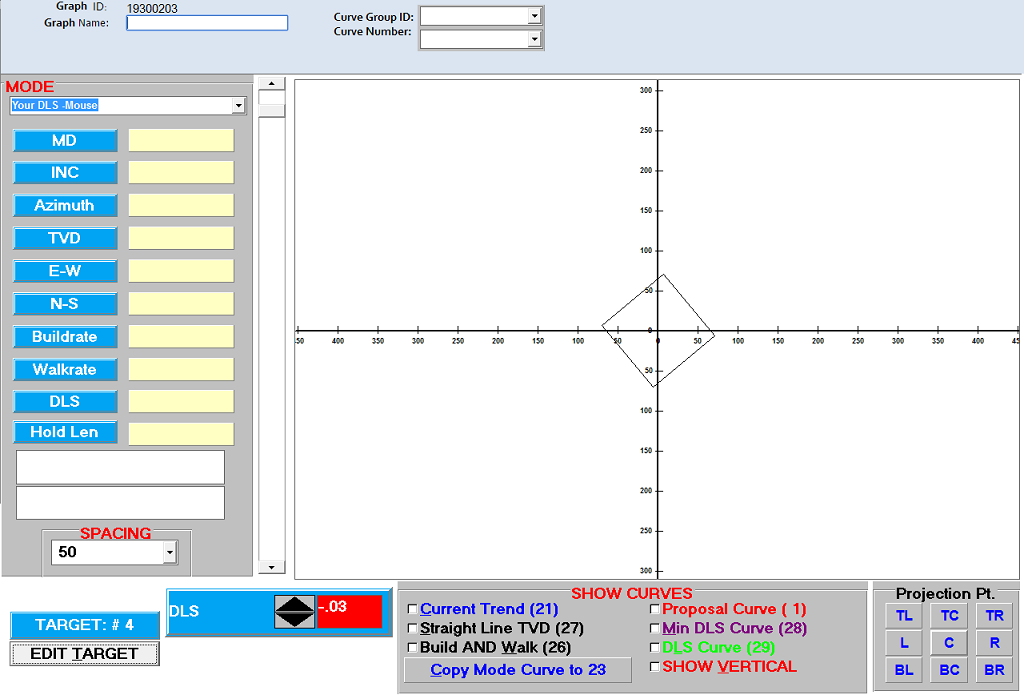 Graph ID: 19300203
Graph Name:
Curve Group ID:
Curve Number:
MODE
Your DLS -Mouse
MD
INC
Azimuth
TVD
E-W
N-S
Buildrate
Walkrate
DLS
Hold Len
SPACING
50
300
250
200
150
100
50
0
50 400 350 300 250 200 150 100 50 0 50 100 150 200 250 300 350 400 45
50
100
150
200
250
300
TARGET: # 4
EDIT TARGET
DLS -.03
SHOW CURVES
Current Trend (21) Proposal Curve ( 1)
Straight Line TVD (27) Min DLS Curve (28)
Build AND Walk (26) DLS Curve (29)
Copy Mode Curve to 23 SHOW VERTICAL
Projection Pt.
TL TC TR
L C R
BL BC BR